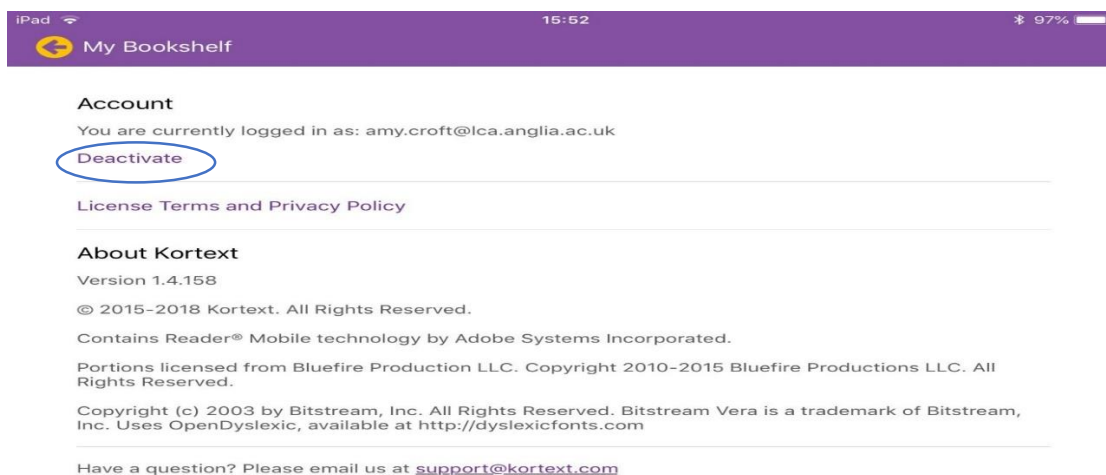 iPad 15:52 97%
My Bookshelf
Account
You are currently logged in as: amy.croft@lca.anglia.ac.uk
Deactivate
License Terms and Privacy Policy
About Kortext
Version 1.4.158
© 2015-2018 Kortext. All Rights Reserved.
Contains Reader® Mobile technology by Adobe Systems Incorporated.
Portions licensed from Bluefire Production LLC. Copyright 2010-2015 Bluefire Productions LLC. All
Rights Reserved.
Copyright (c) 2003 by Bitstream, Inc. All Rights Reserved. Bitstream Vera is a trademark of Bitstream,
Inc. Uses OpenDyslexic, available at http://dyslexicfonts.com
Have a question? Please email us at support@kortext.com